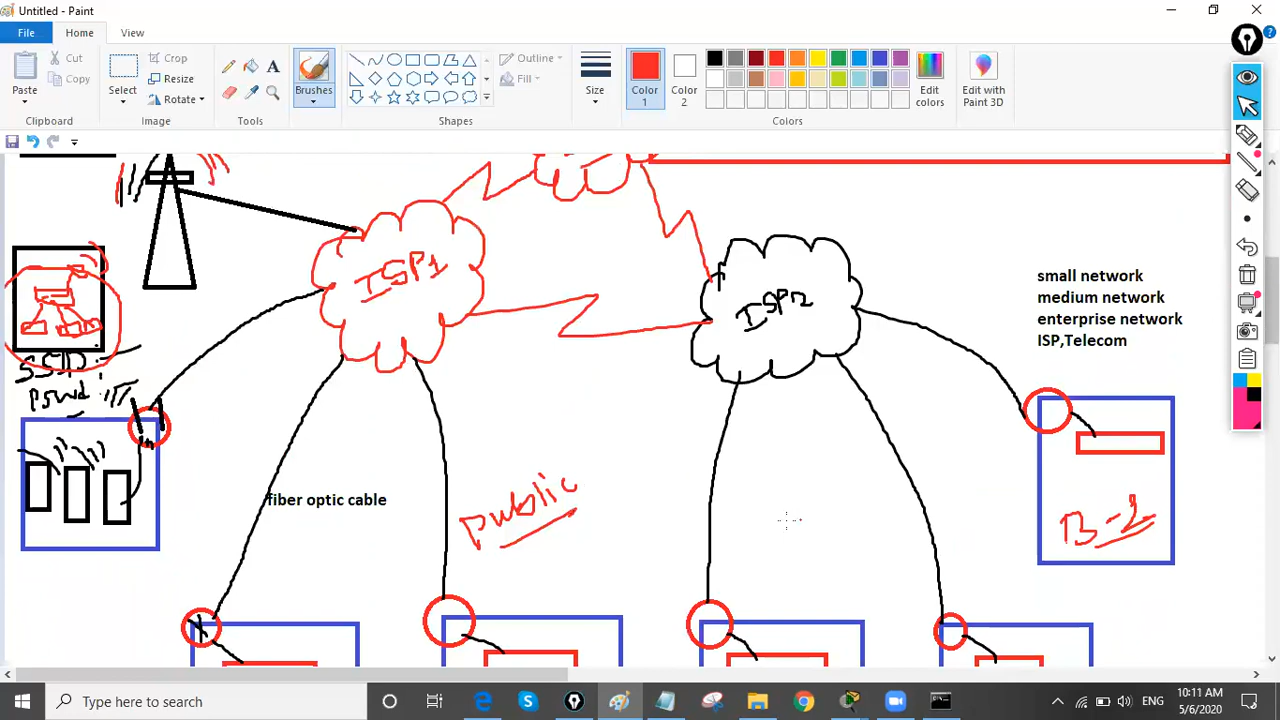 Untitled - Paint
File
Home
View
Paste
Cut
Copy
Clipboard
Select
Crop
Resize
Rotate
Image
Tools
Brushes
Outline
Fill
Shapes
Size
Color 1
Color 2
Edit colors
Edit with Paint 3D
Colors
ISP1
ISP2
small network
medium network
enterprise network
ISP,Telecom
SSID :-
pswd :-
fiber optic cable
public
B-2
Type here to search
ENG
10:11 AM
5/6/2020